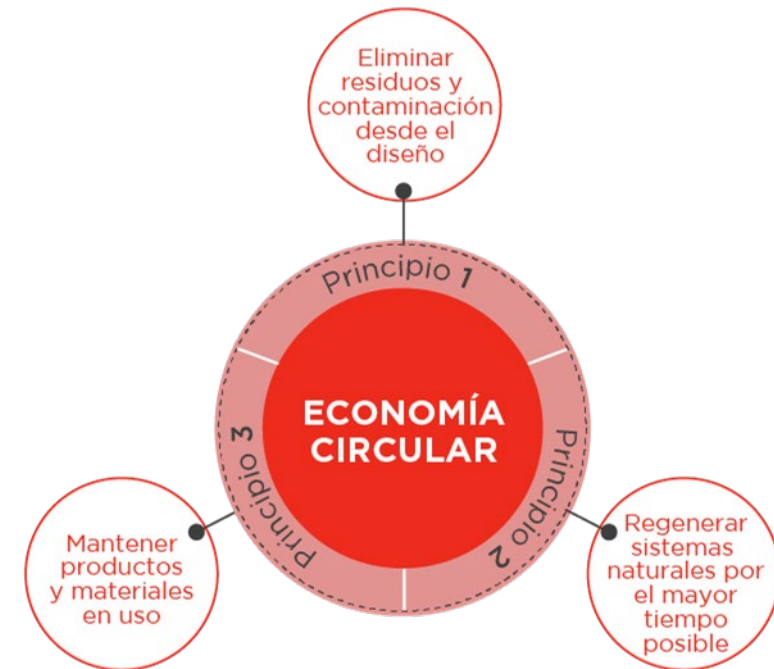 Eliminar
residuos y
contaminación
desde el
diseño
Principio 1
ECONOMÍA
CIRCULAR
Principio 2
Regenerar
sistemas
naturales por
el mayor
tiempo
posible
Principio 3
Mantener
productos
y materiales
en uso